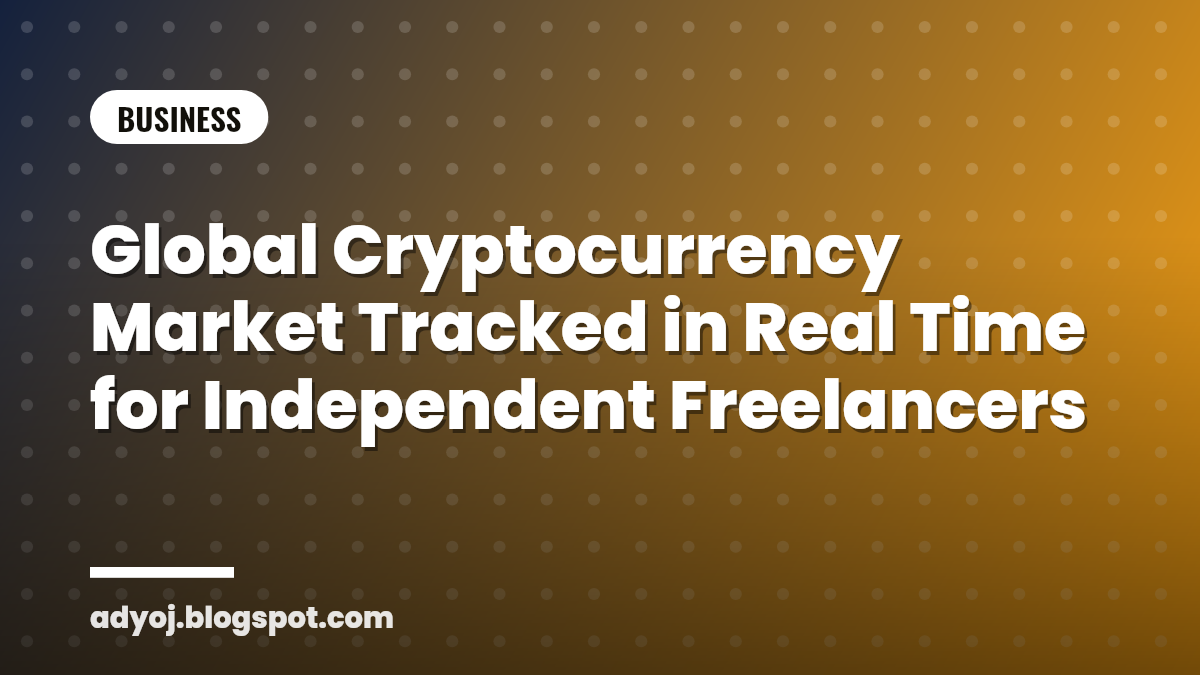 BUSINESS
Global Cryptocurrency
Market Tracked in Real Time
for Independent Freelancers
adyoj.blogspot.com